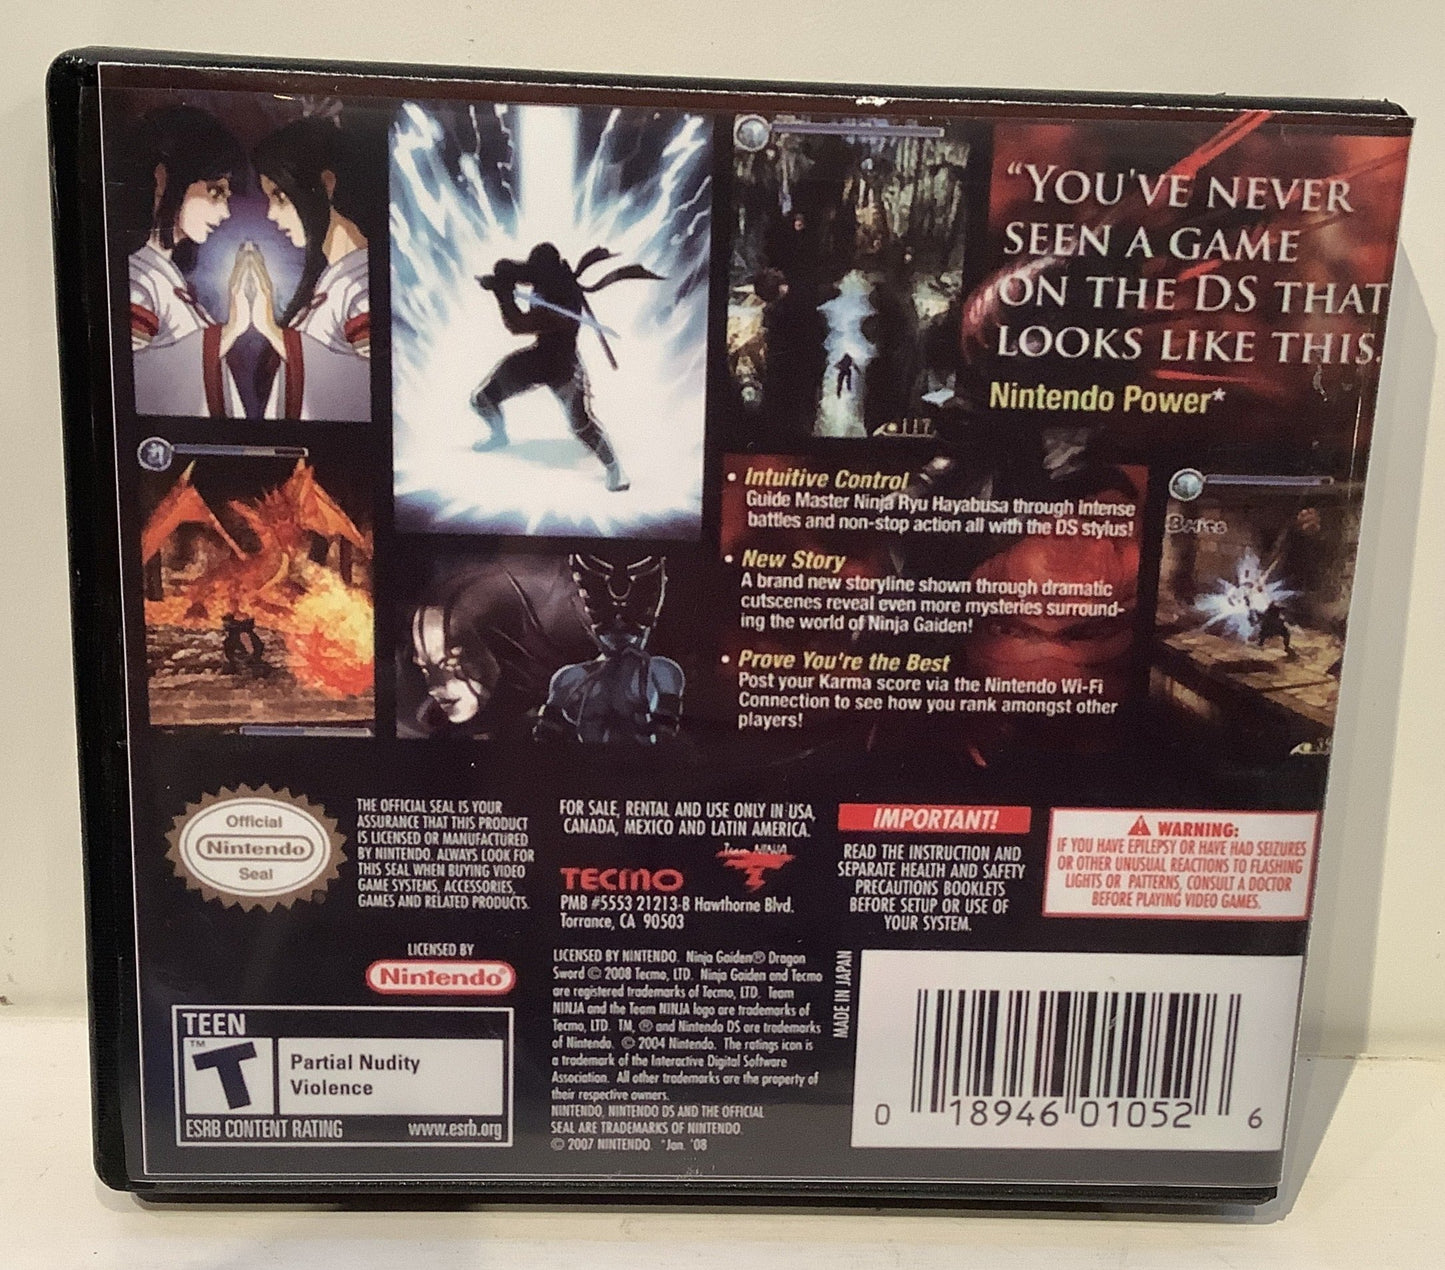 “YOU'VE NEVER
SEEN A GAME
ON THE DS THAT
LOOKS LIKE THIS.
Nintendo Power*
117
• Intuitive Control
Guide Master Ninja Ryu Hayabusa through intense
battles and non-stop action all with the DS stylus!
• New Story
A brand new storyline shown through dramatic
cutscenes reveal even more mysteries surround-
ing the world of Ninja Gaiden!
• Prove You're the Best
Post your Karma score via the Nintendo Wi-Fi
Connection to see how you rank amongst other
players!
Official
Nintendo
Seal
THE OFFICIAL SEAL IS YOUR
ASSURANCE THAT THIS PRODUCT
IS LICENSED OR MANUFACTURED
BY NINTENDO. ALWAYS LOOK FOR
THIS SEAL WHEN BUYING VIDEO
GAME SYSTEMS, ACCESSORIES,
GAMES AND RELATED PRODUCTS.
LICENSED BY
Nintendo®
TEEN
T™
Partial Nudity
Violence
ESRB CONTENT RATING www.esrb.org
FOR SALE, RENTAL AND USE ONLY IN USA,
CANADA, MEXICO AND LATIN AMERICA.
Team NINJA
TECMO
PMB #5553 21213-B Hawthorne Blvd.
Torrance, CA 90503
LICENSED BY NINTENDO. Ninja Gaiden® Dragon
Sword © 2008 Tecmo, LTD. Ninja Gaiden and Tecmo
are registered trademarks of Tecmo, LTD. Team
NINJA and the Team NINJA logo are trademarks of
Tecmo, LTD. TM, ® and Nintendo DS are trademarks
of Nintendo. © 2004 Nintendo. The ratings icon is
a trademark of the Interactive Digital Software
Association. All other trademarks are the property of
their respective owners.
NINTENDO, NINTENDO DS AND THE OFFICIAL
SEAL ARE TRADEMARKS OF NINTENDO.
© 2007 NINTENDO. *Jan. '08
IMPORTANT!
READ THE INSTRUCTION AND
SEPARATE HEALTH AND SAFETY
PRECAUTIONS BOOKLETS
BEFORE SETUP OR USE OF
YOUR SYSTEM.
WARNING:
IF YOU HAVE EPILEPSY OR HAVE HAD SEIZURES
OR OTHER UNUSUAL REACTIONS TO FLASHING
LIGHTS OR PATTERNS, CONSULT A DOCTOR
BEFORE PLAYING VIDEO GAMES.
MADE IN JAPAN
0 18946 01052 6